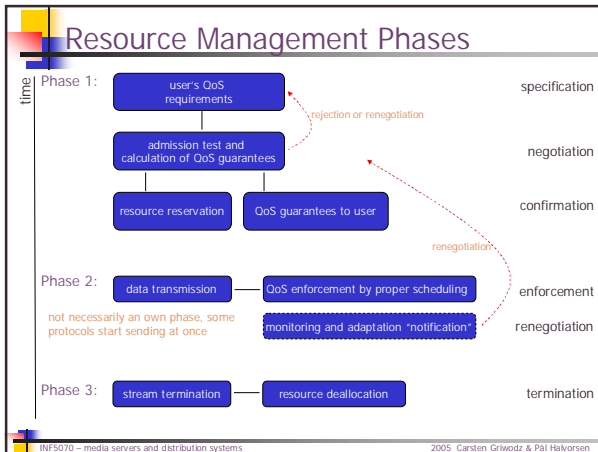 Resource Management Phases
time
Phase 1:
user's QoS
requirements
specification
rejection or renegotiation
admission test and
calculation of QoS guarantees
negotiation
resource reservation
QoS guarantees to user
confirmation
renegotiation
Phase 2:
data transmission
QoS enforcement by proper scheduling
enforcement
not necessarily an own phase, some
protocols start sending at once
monitoring and adaptation "notification"
renegotiation
Phase 3:
stream termination
resource deallocation
termination
INF5070 – media servers and distribution systems
2005 Carsten Griwodz & Pål Halvorsen